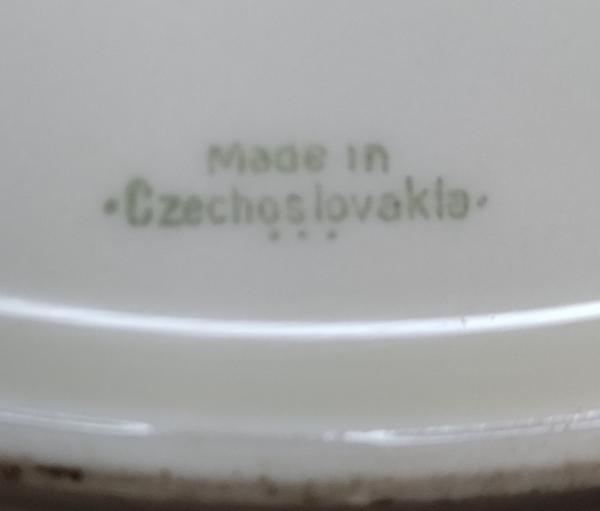 Made in
•Czechoslovakia•
• • •